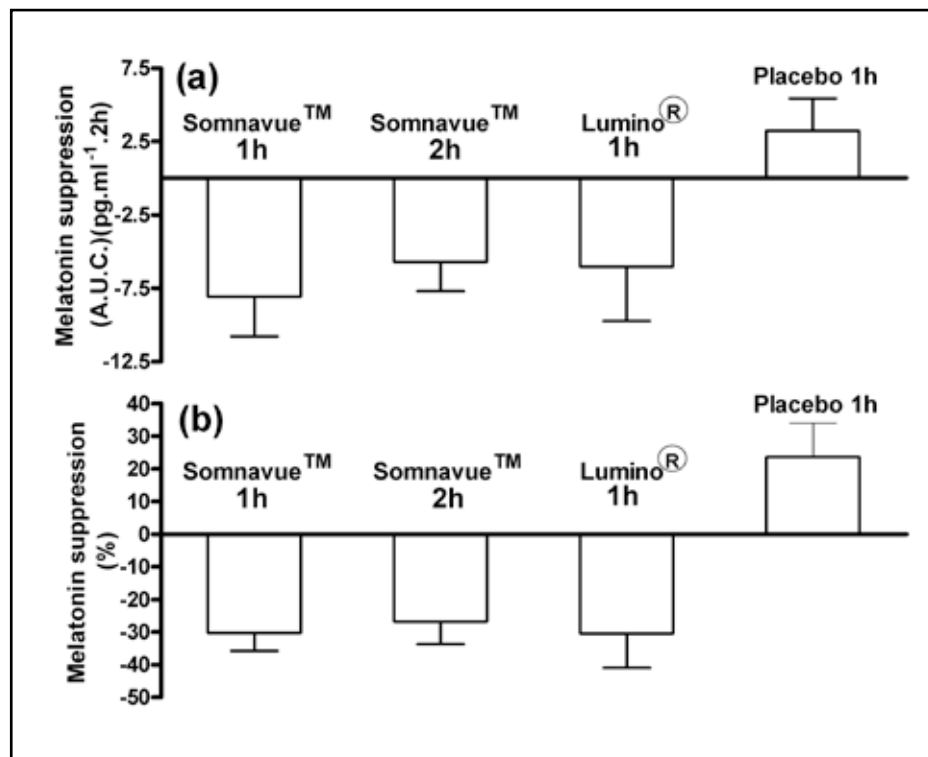 (a)
Melatonin suppression
(A.U.C.)(pg.ml⁻¹.2h)
7.5
2.5
-2.5
-7.5
-12.5
Somnavue™
1h
Somnavue™
2h
Lumino®
1h
Placebo 1h
(b)
Melatonin suppression
(%)
40
30
20
10
0
-10
-20
-30
-40
-50
Somnavue™
1h
Somnavue™
2h
Lumino®
1h
Placebo 1h